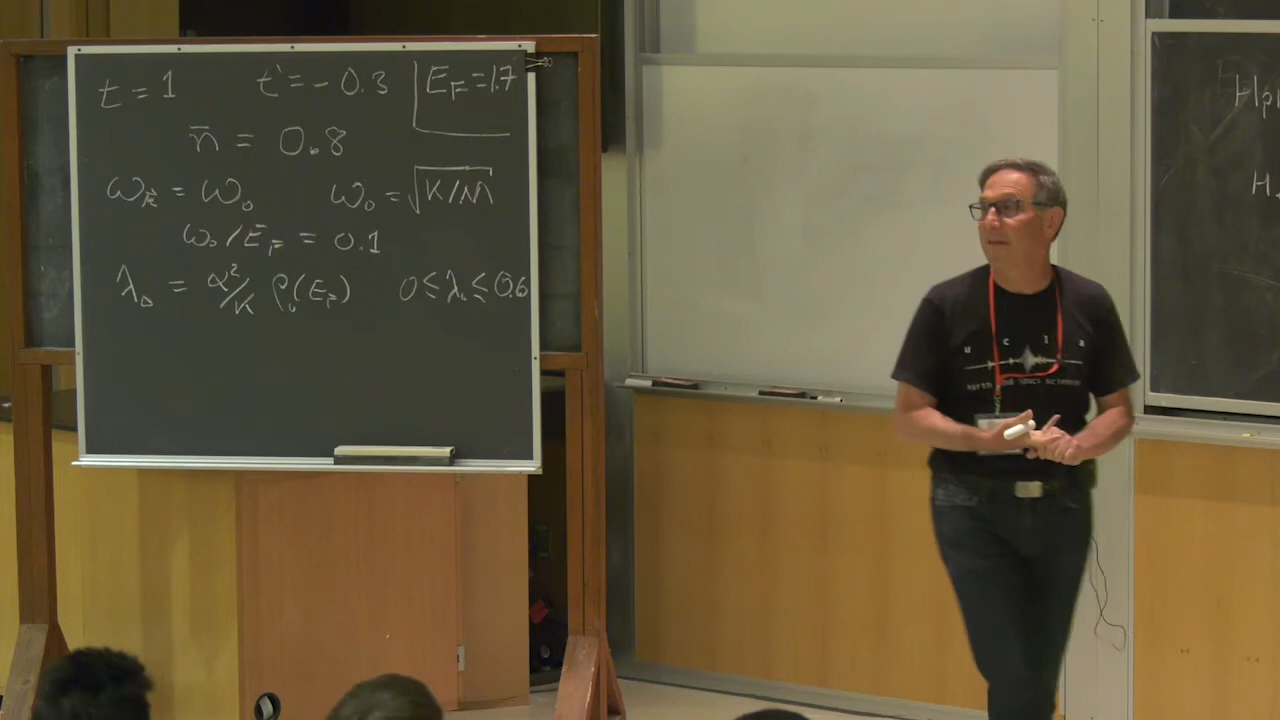 t = 1 t' = - 0.3 E_F = 1.7
n̄ = 0.8
ω_k⃗ = ω_0 ω_0 = √K/M
ω_0 / E_F = 0.1
λ_0 = α²/K ρ_0(E_F) 0 ≤ λ_0 ≤ 0.6
ucla